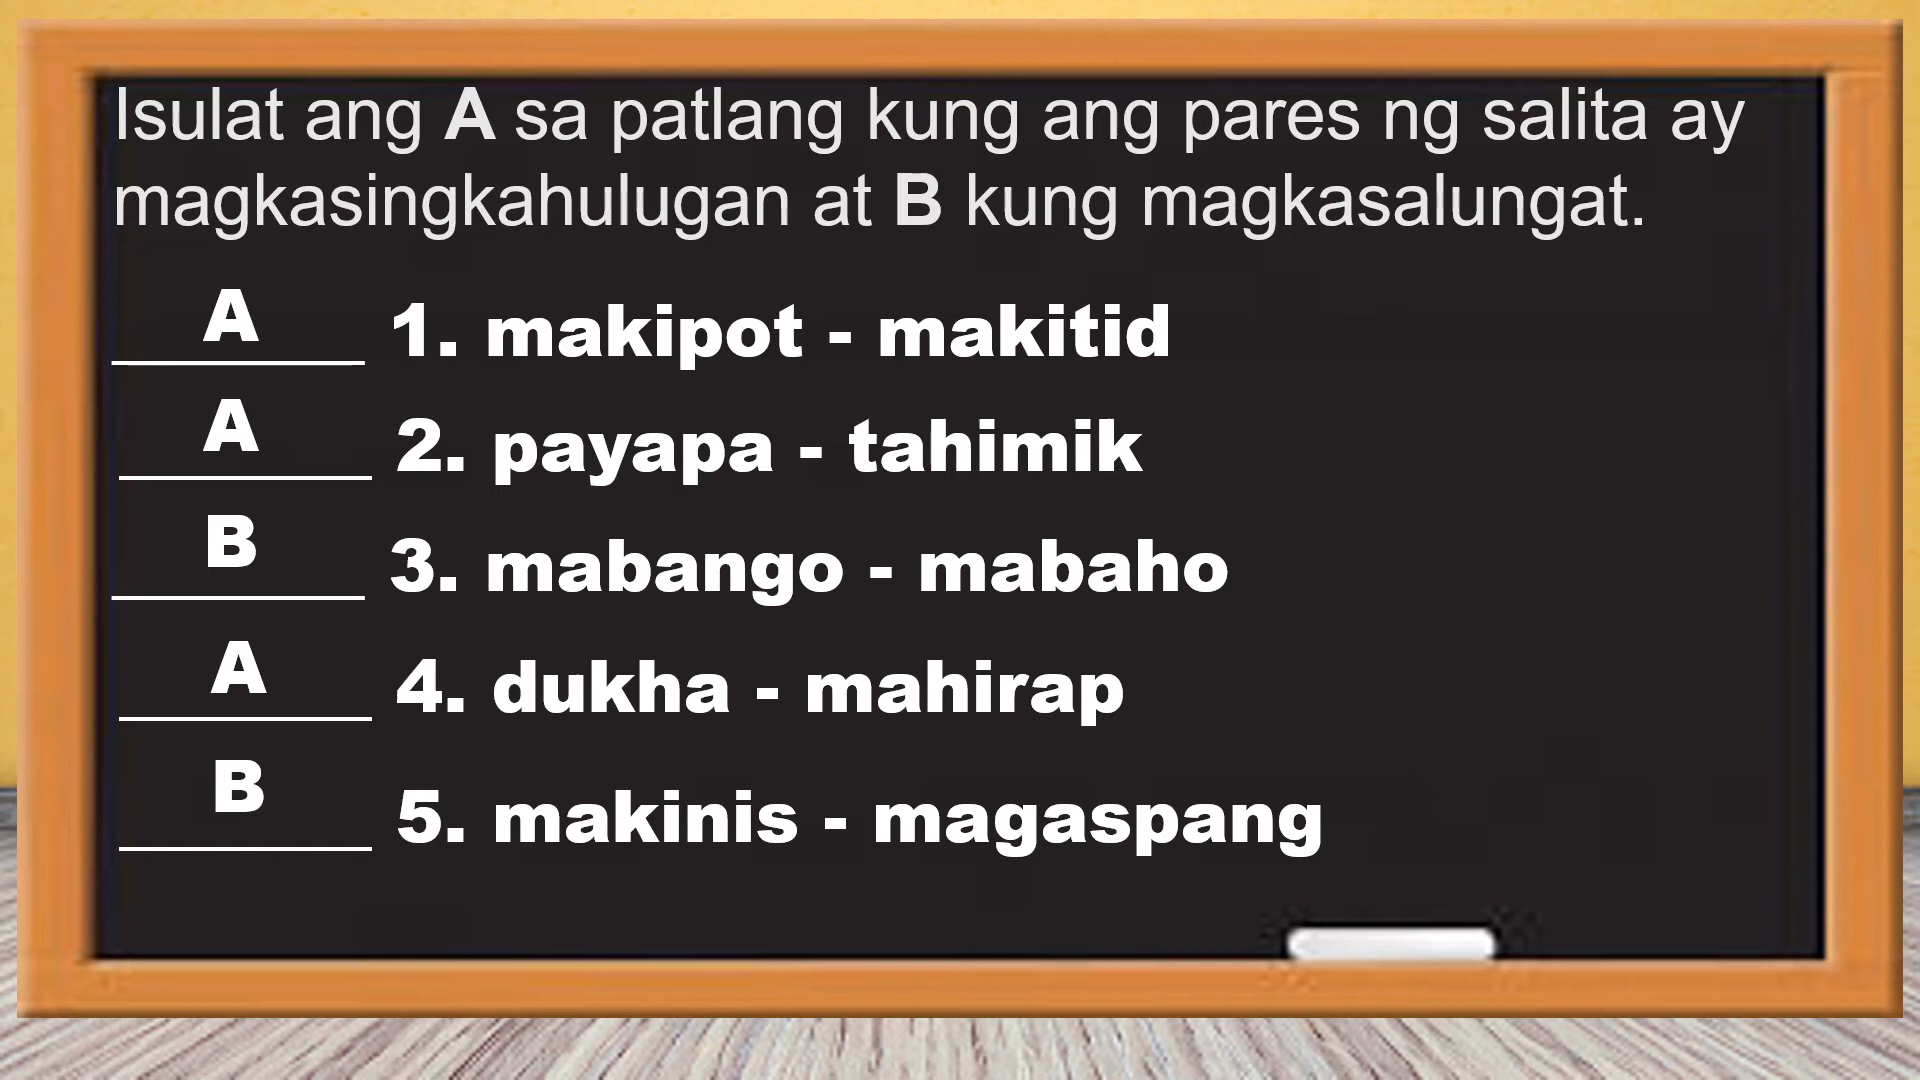 Isulat ang A sa patlang kung ang pares ng salita ay
magkasingkahulugan at B kung magkasalungat.
A 1. makipot - makitid
A 2. payapa - tahimik
B 3. mabango - mabaho
A 4. dukha - mahirap
B 5. makinis - magaspang